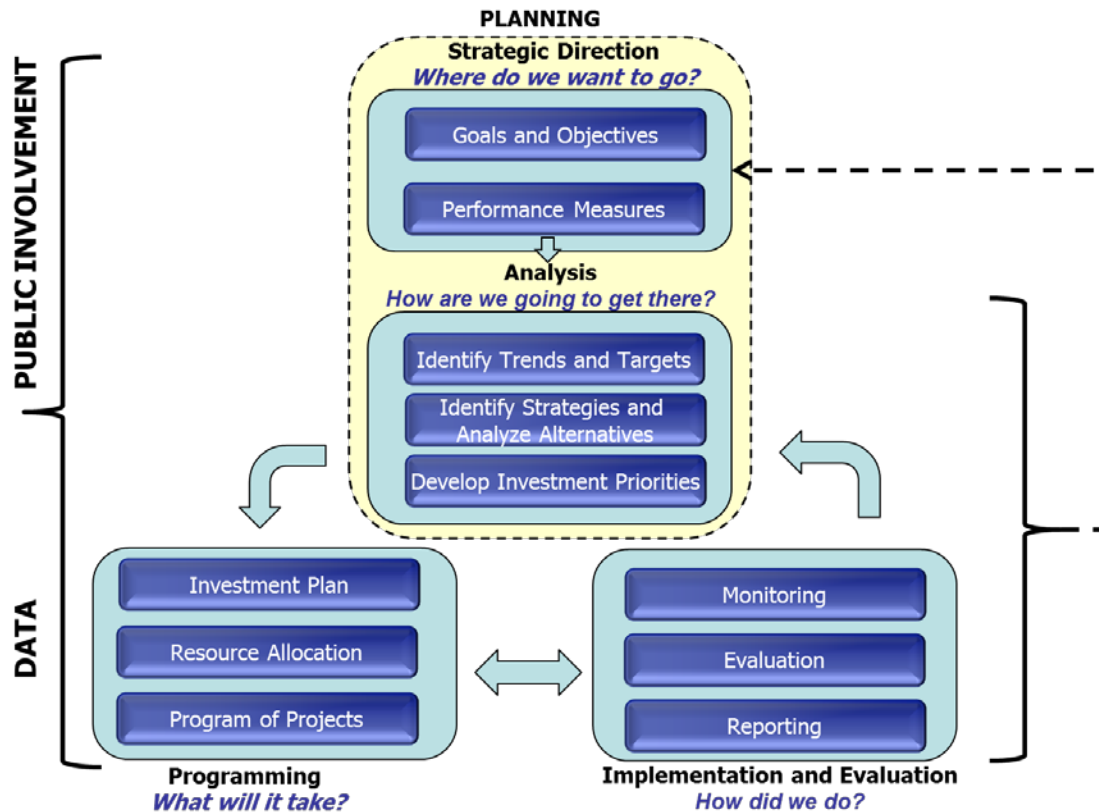 PLANNING
Strategic Direction
Where do we want to go?
Goals and Objectives
Performance Measures
Analysis
How are we going to get there?
Identify Trends and Targets
Identify Strategies and
Analyze Alternatives
Develop Investment Priorities
PUBLIC INVOLVEMENT
DATA
Investment Plan
Resource Allocation
Program of Projects
Programming
What will it take?
Monitoring
Evaluation
Reporting
Implementation and Evaluation
How did we do?